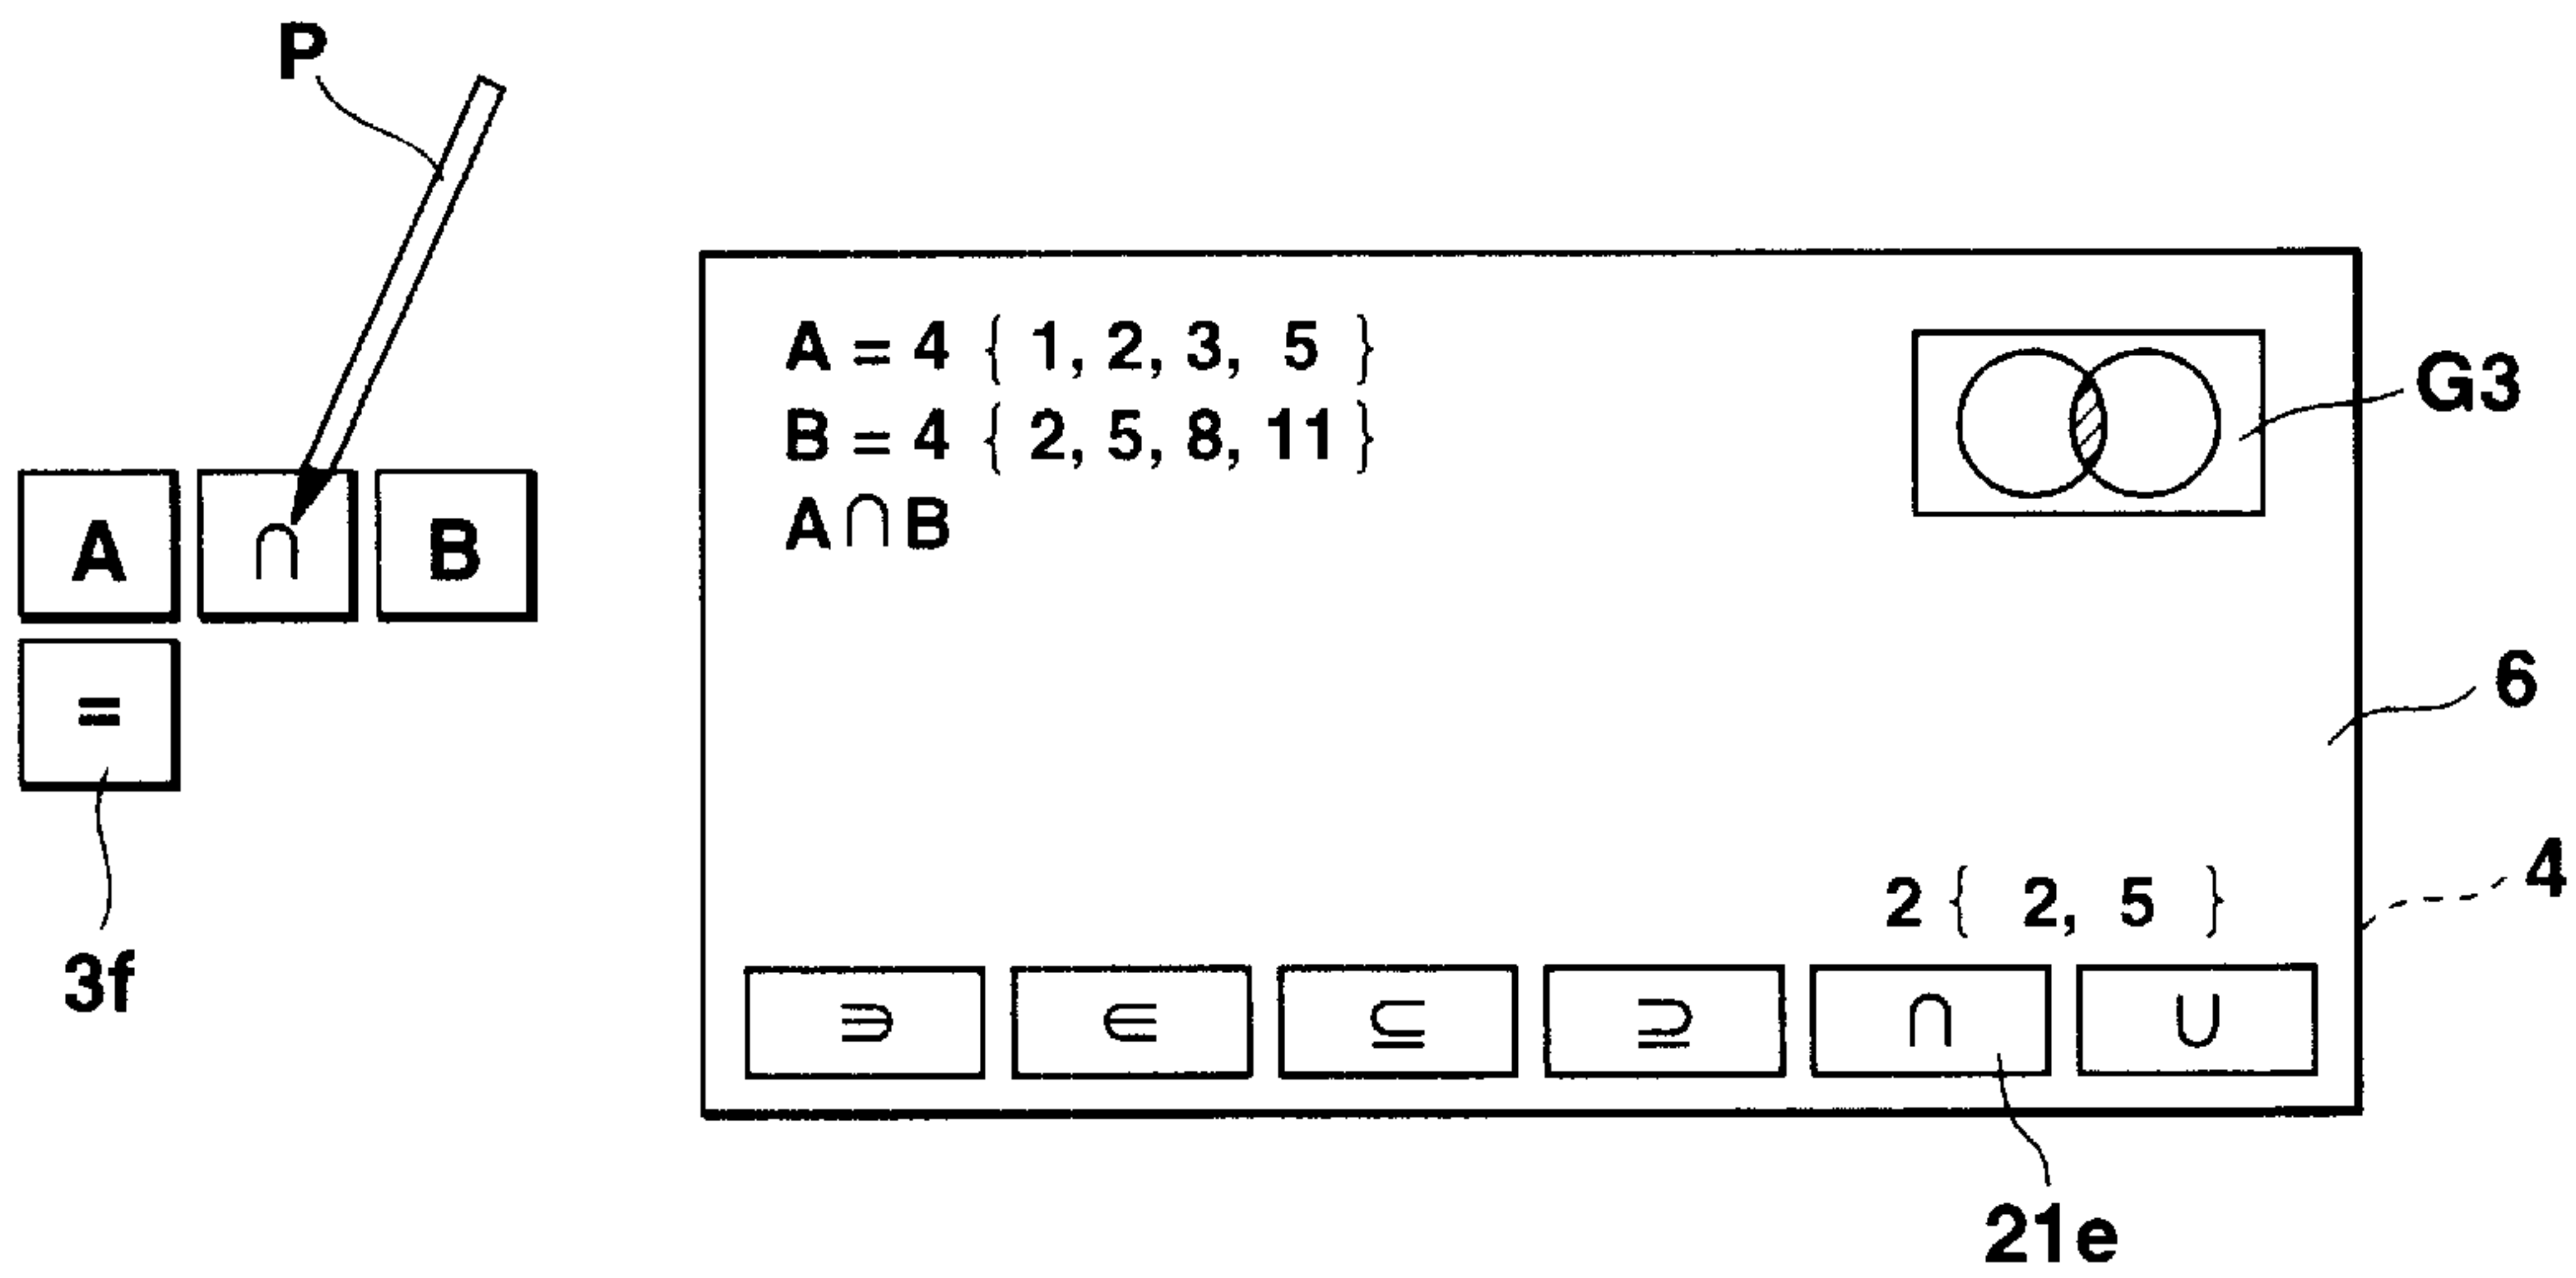 P
A = 4 { 1, 2, 3, 5 }
G3
B = 4 { 2, 5, 8, 11 }
A ∩ B
A∩B
=
6
4
2 { 2, 5 }
3f
∋ ∈ ⊆ ⊇ ∩ ∪
21e